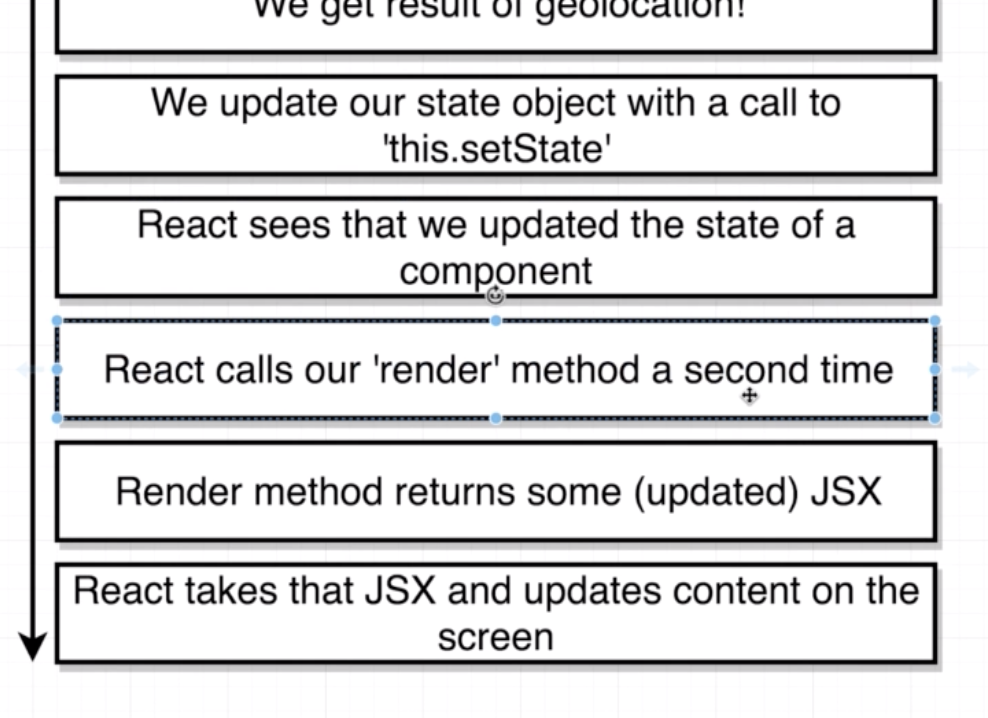 We get result of geolocation!
We update our state object with a call to
'this.setState'
React sees that we updated the state of a
component
React calls our 'render' method a second time
Render method returns some (updated) JSX
React takes that JSX and updates content on the
screen